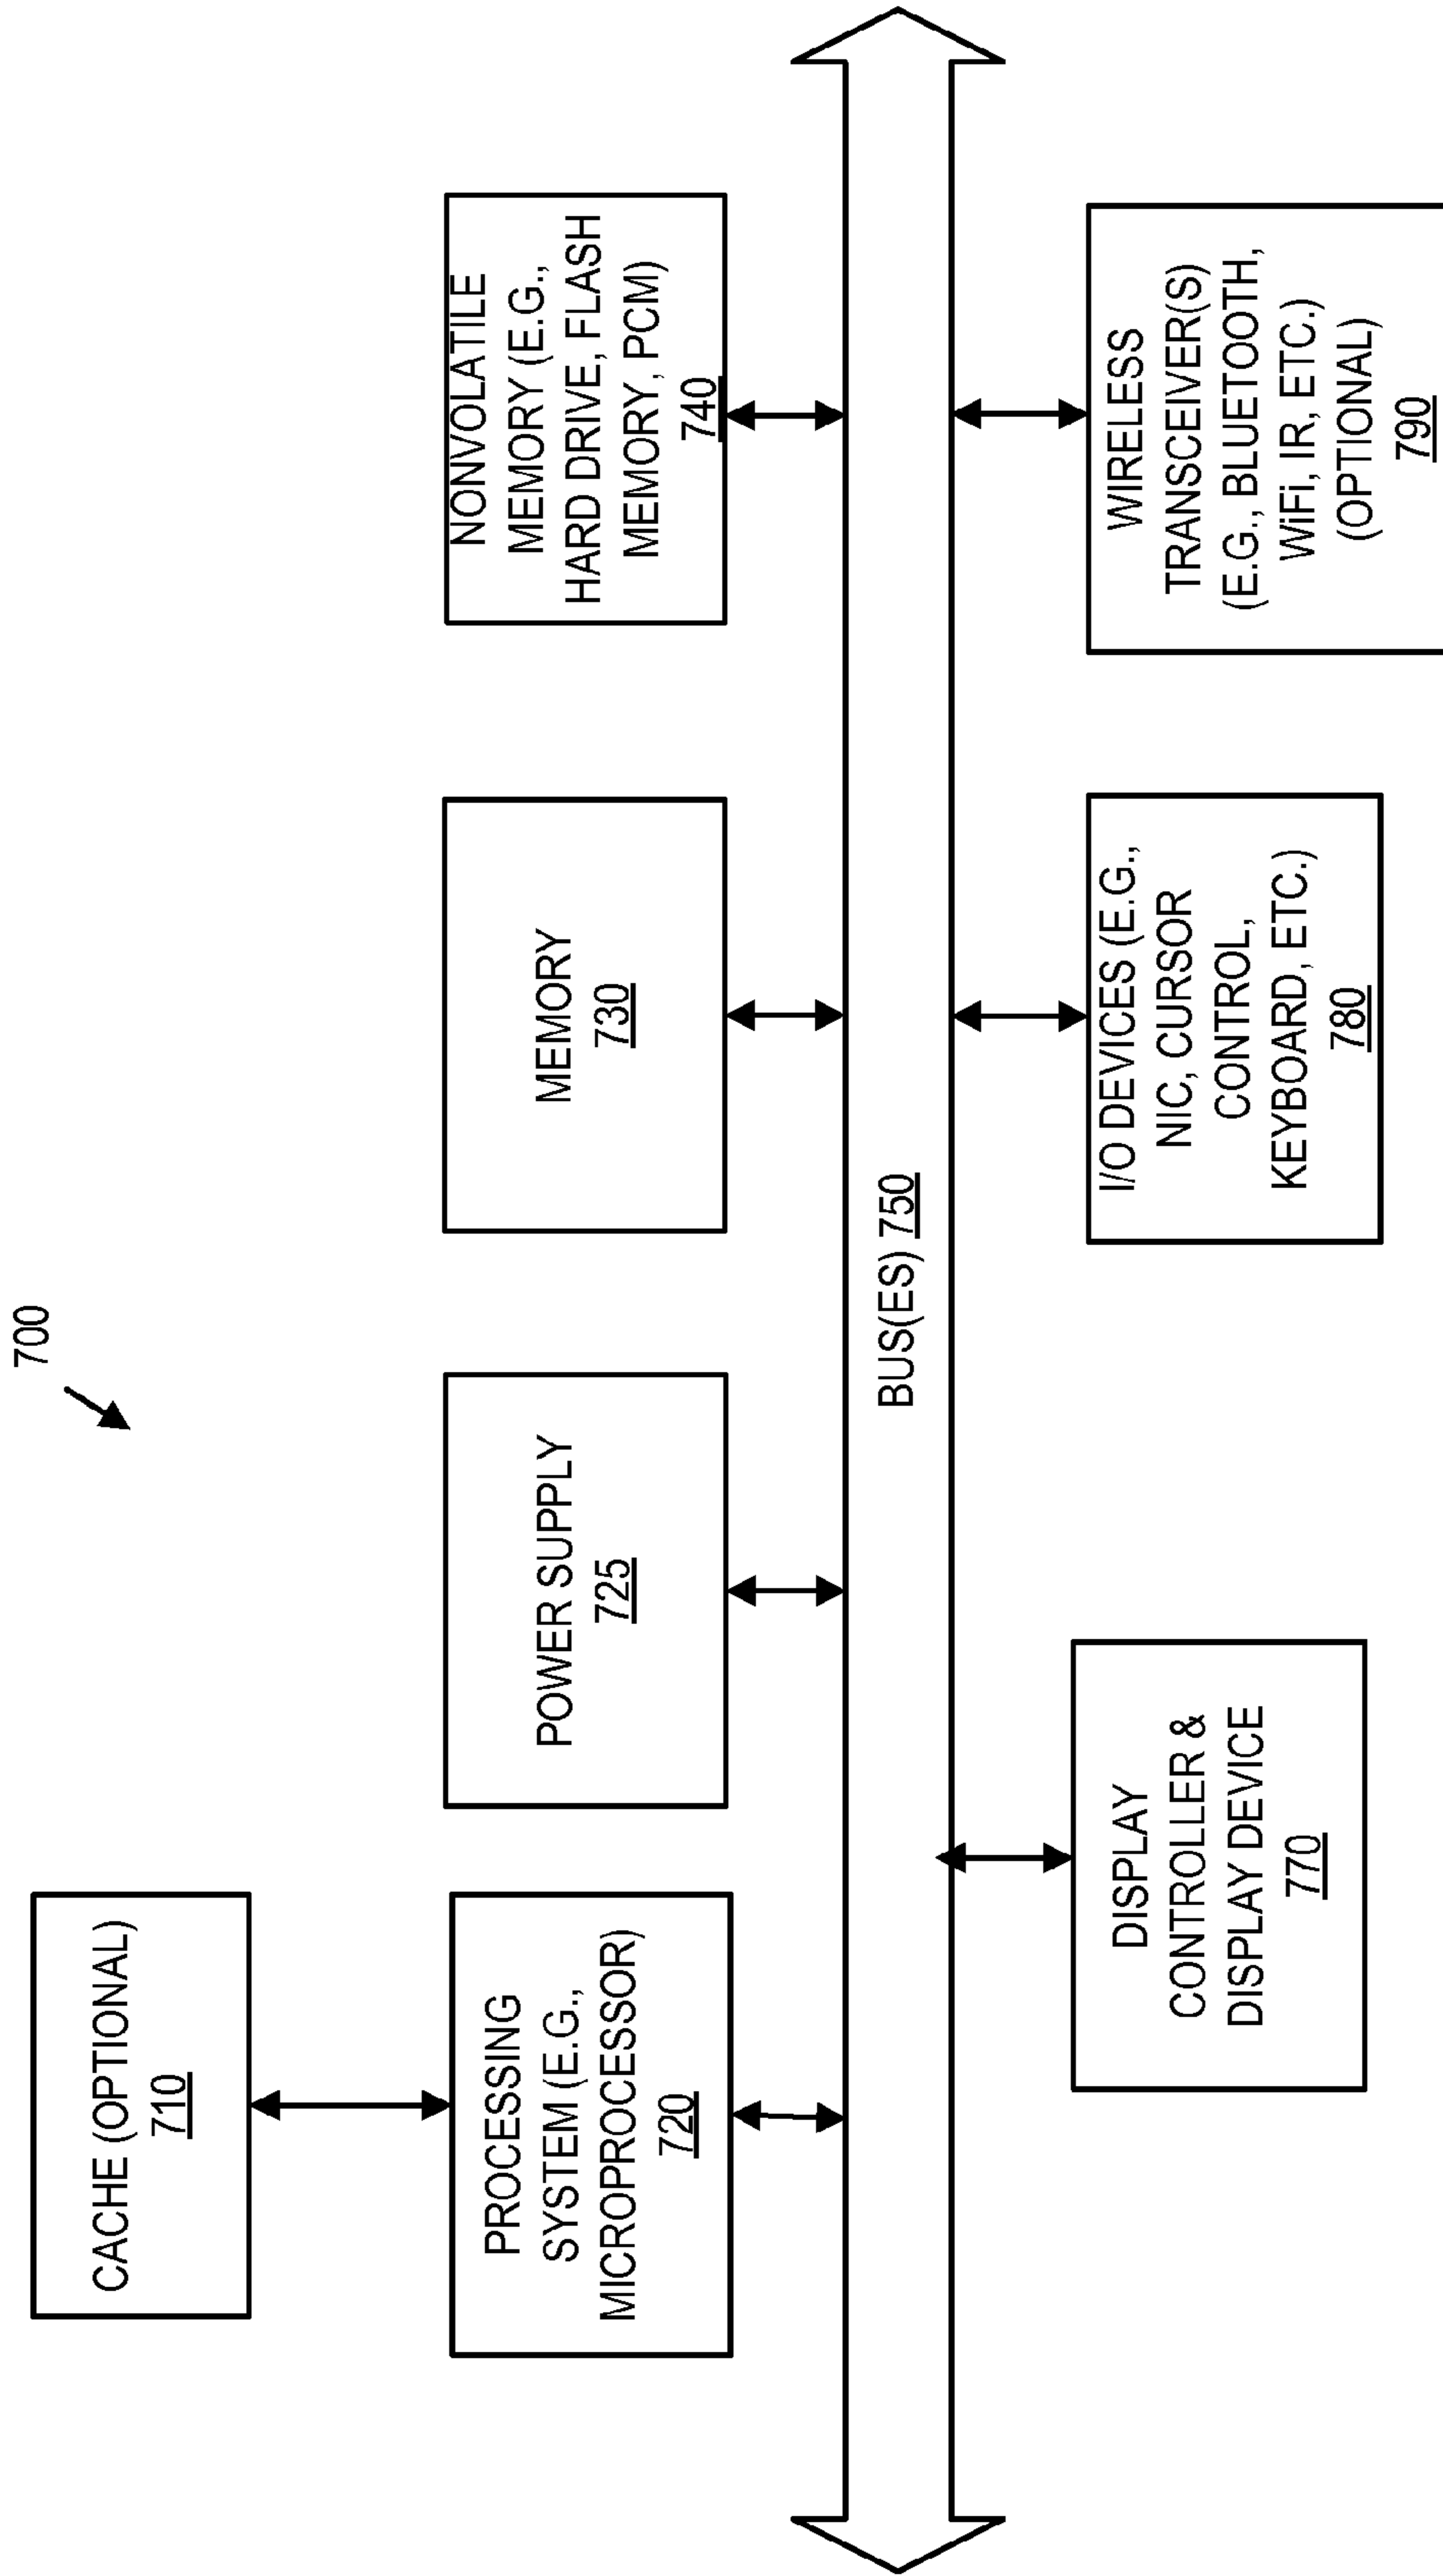 700
CACHE (OPTIONAL)
710
PROCESSING
SYSTEM (E.G.,
MICROPROCESSOR)
720
POWER SUPPLY
725
MEMORY
730
NONVOLATILE
MEMORY (E.G.,
HARD DRIVE, FLASH
MEMORY, PCM)
740
BUS(ES) 750
DISPLAY
CONTROLLER &
DISPLAY DEVICE
770
I/O DEVICES (E.G.,
NIC, CURSOR
CONTROL,
KEYBOARD, ETC.)
780
WIRELESS
TRANSCEIVER(S)
(E.G., BLUETOOTH,
WiFi, IR, ETC.)
(OPTIONAL)
790